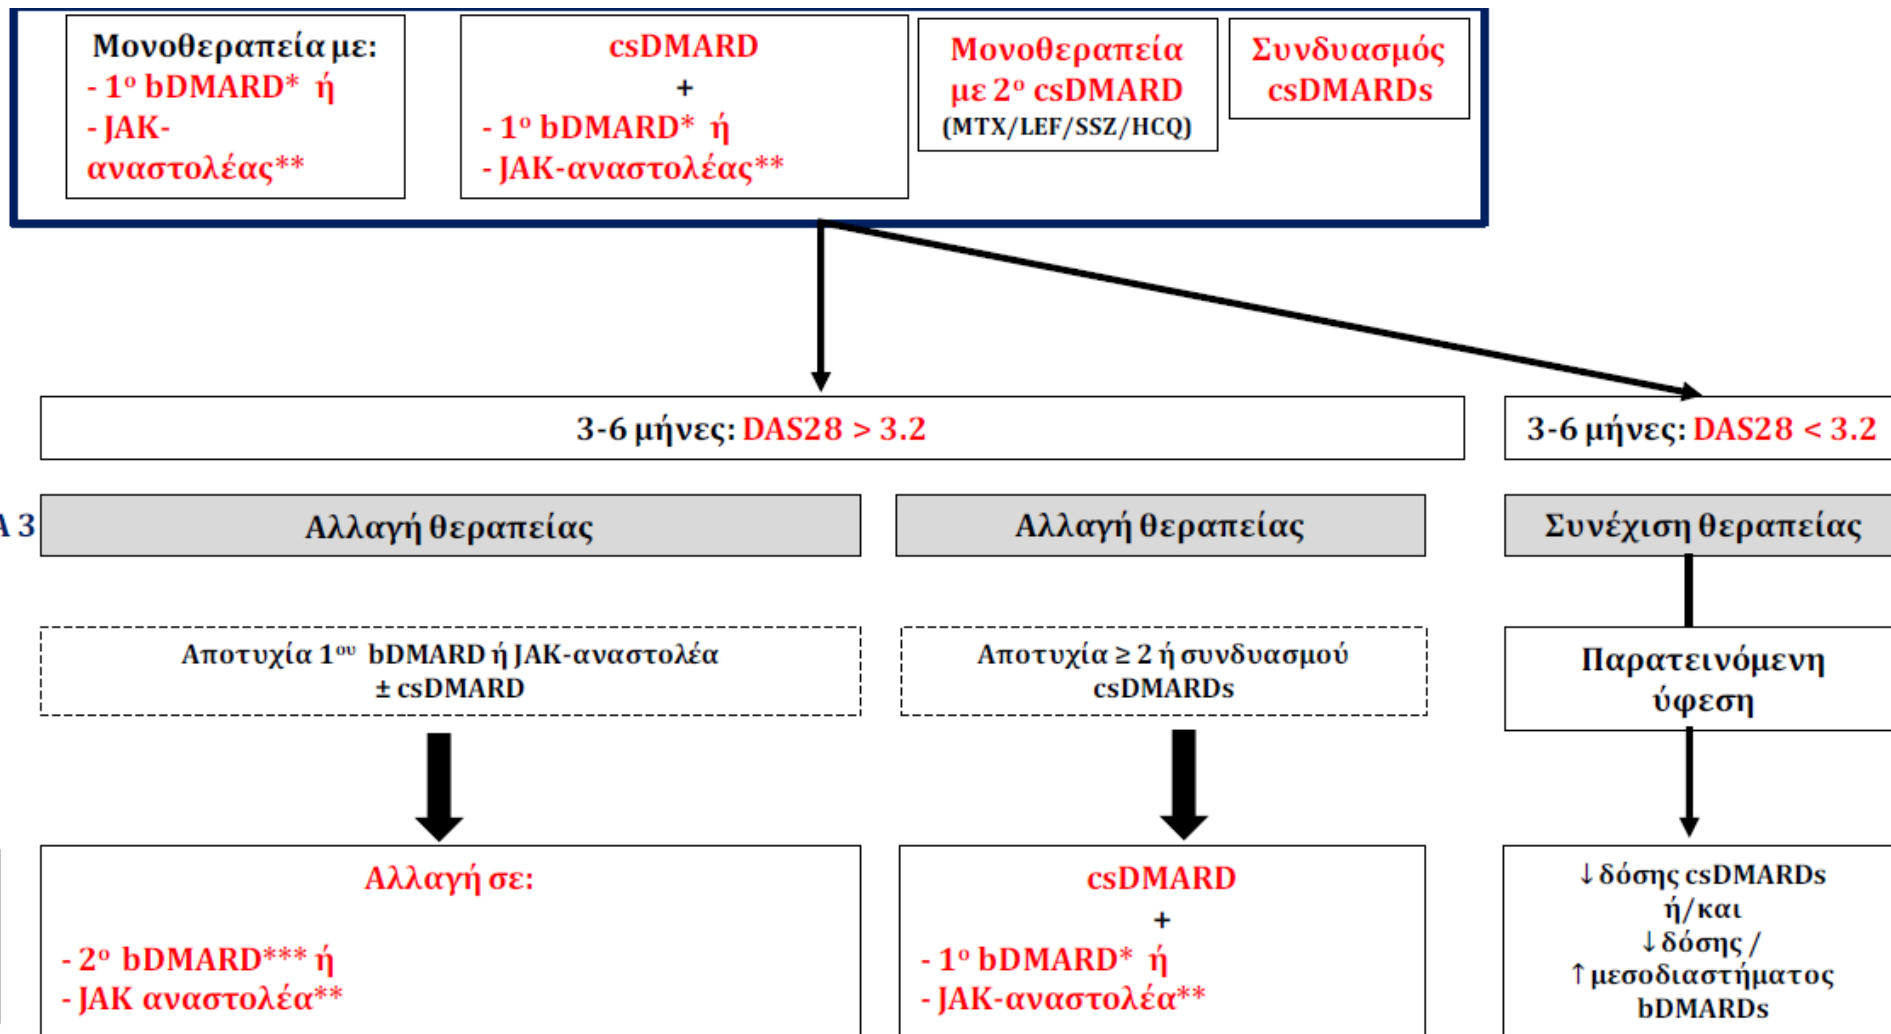 Μονοθεραπεία με:
- 1ο bDMARD* ή
- JAK-
αναστολέας**
csDMARD
+
- 1ο bDMARD* ή
- JAK-αναστολέας**
Μονοθεραπεία
με 2ο csDMARD
(MTX/LEF/SSZ/HCQ)
Συνδυασμός
csDMARDs
3-6 μήνες: DAS28 > 3.2
3-6 μήνες: DAS28 < 3.2
Α 3
Αλλαγή θεραπείας
Αλλαγή θεραπείας
Συνέχιση θεραπείας
Αποτυχία 1ου bDMARD ή JAK-αναστολέα
± csDMARD
Αποτυχία ≥ 2 ή συνδυασμού
csDMARDs
Παρατεινόμενη
ύφεση
Αλλαγή σε:
- 2ο bDMARD*** ή
- JAK αναστολέα**
csDMARD
+
- 1ο bDMARD* ή
- JAK-αναστολέα**
↓δόσης csDMARDs
ή/και
↓δόσης /
↑μεσοδιαστήματος
bDMARDs